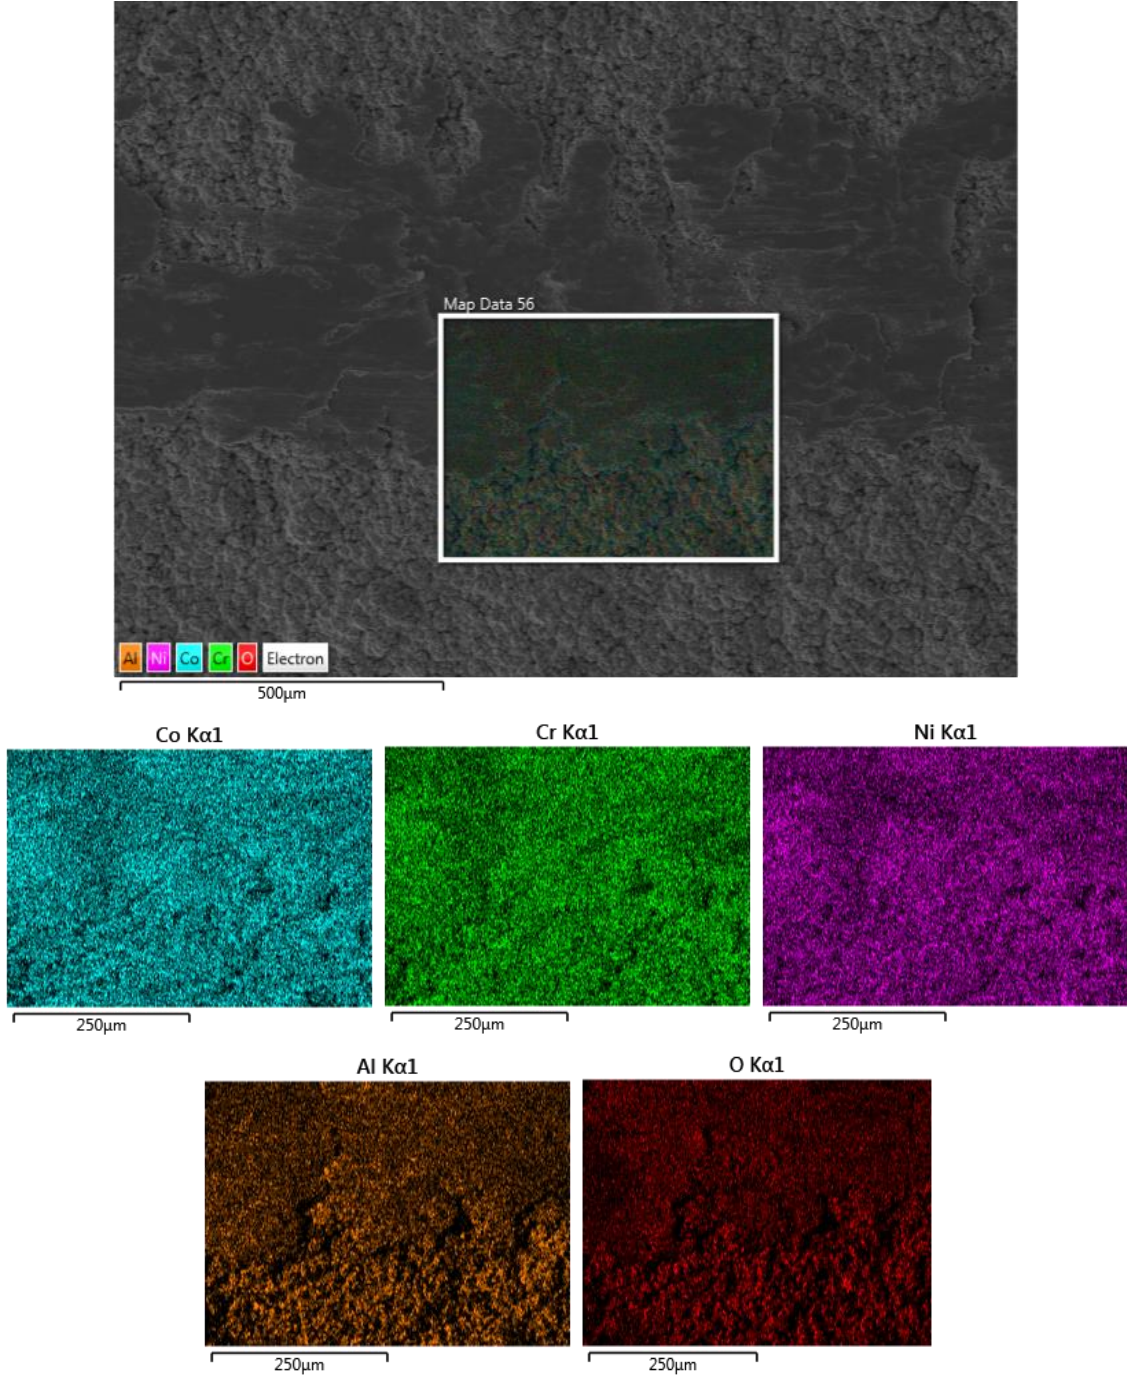 Map Data 56
Al Ni Co Cr O Electron
500µm
Co Kα1 Cr Kα1 Ni Kα1
250µm 250µm 250µm
Al Kα1 O Kα1
250µm 250µm